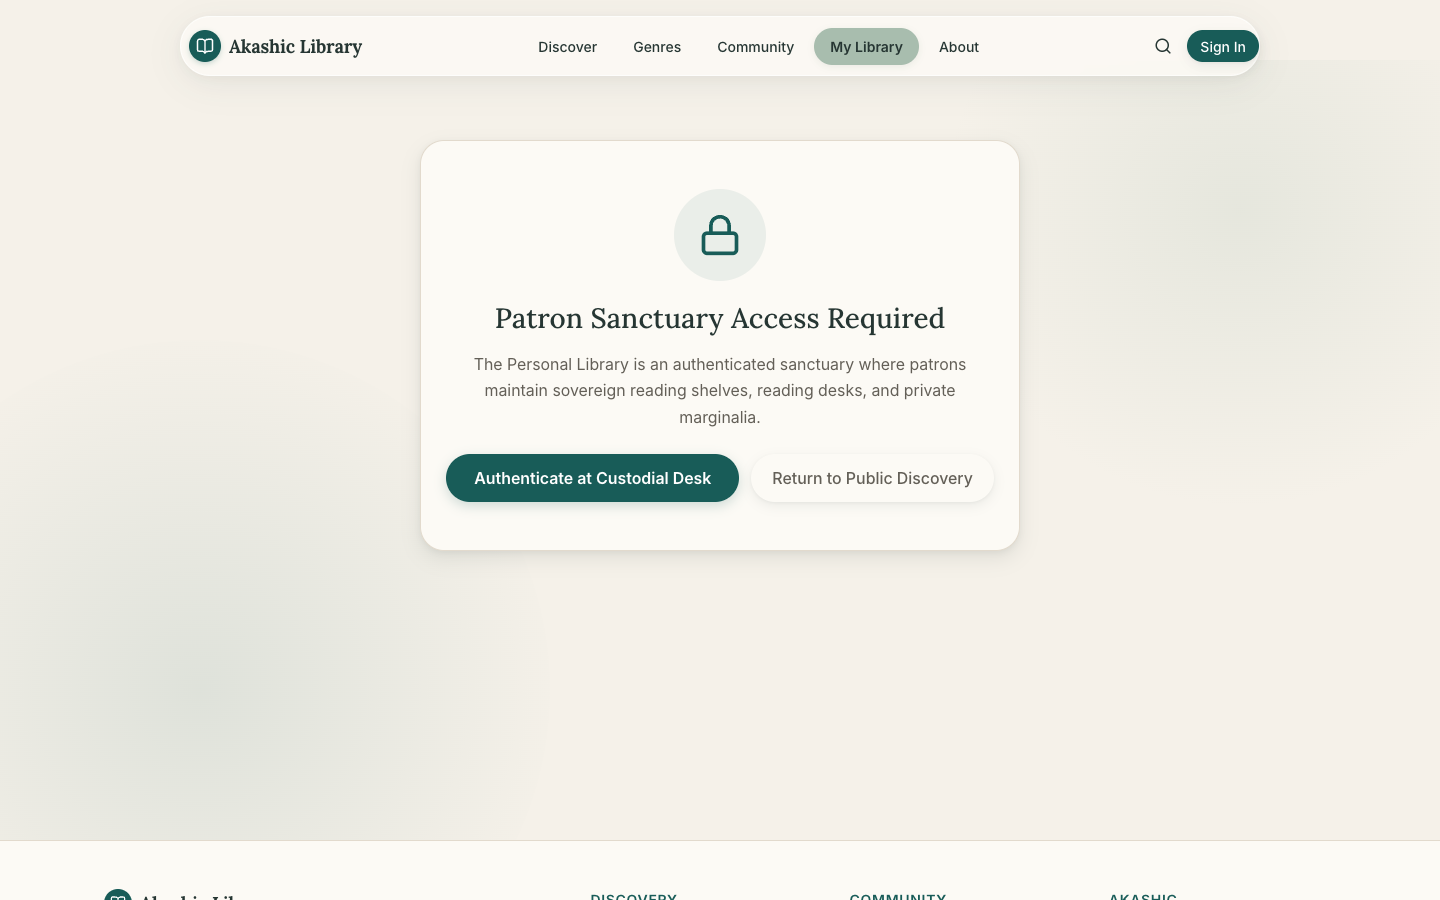 Akashic Library
Discover
Genres
Community
My Library
About
Sign In
Patron Sanctuary Access Required
The Personal Library is an authenticated sanctuary where patrons
maintain sovereign reading shelves, reading desks, and private
marginalia.
Authenticate at Custodial Desk
Return to Public Discovery
DISCOVERY
COMMUNITY
AKASHIC